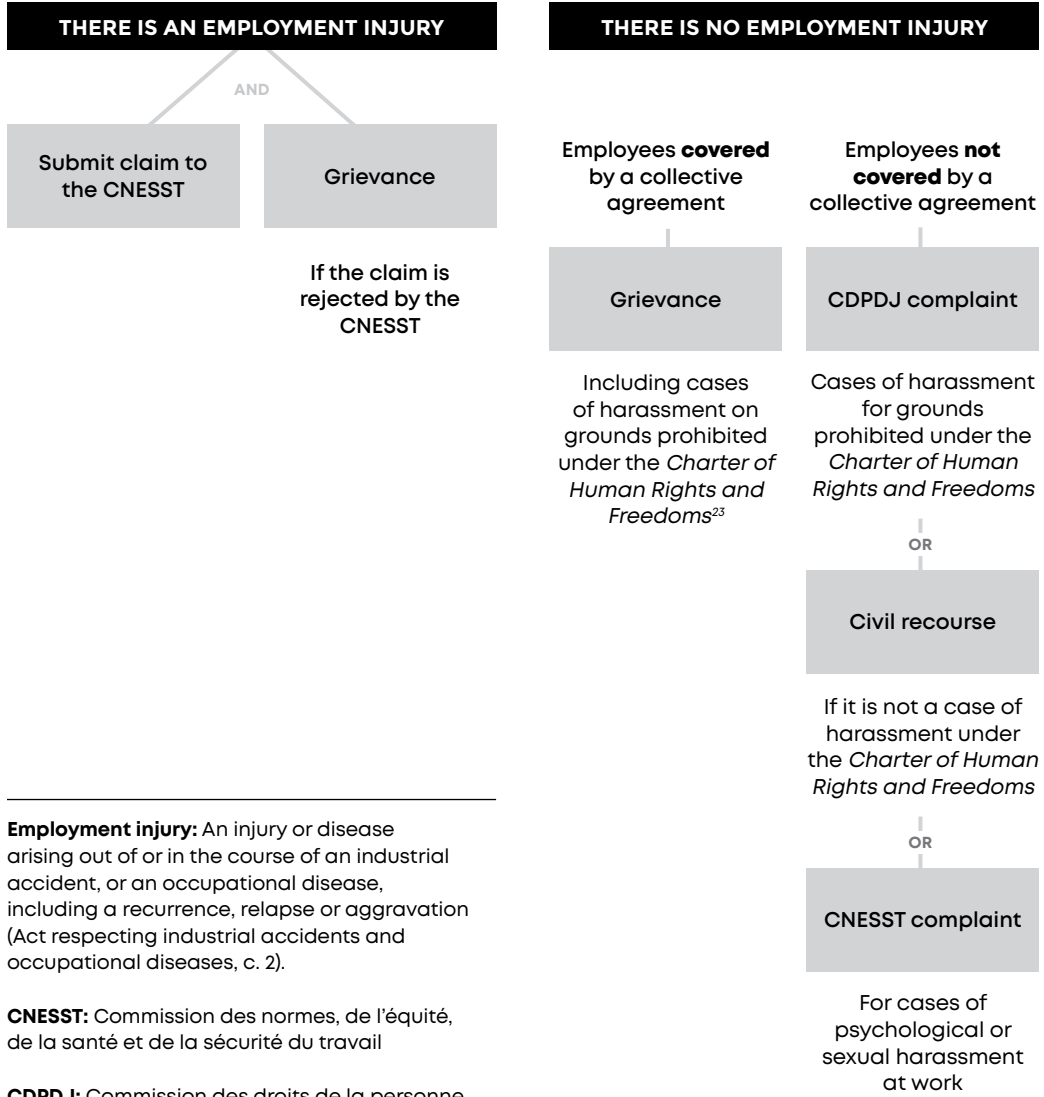 THERE IS AN EMPLOYMENT INJURY
AND
Submit claim to
the CNESST
Grievance
If the claim is
rejected by the
CNESST
THERE IS NO EMPLOYMENT INJURY
Employees covered
by a collective
agreement
Grievance
Including cases
of harassment on
grounds prohibited
under the Charter of
Human Rights and
Freedoms23
Employees not
covered by a
collective agreement
CDPDJ complaint
Cases of harassment
for grounds
prohibited under the
Charter of Human
Rights and Freedoms
OR
Civil recourse
If it is not a case of
harassment under
the Charter of Human
Rights and Freedoms
OR
CNESST complaint
For cases of
psychological or
sexual harassment
at work
Employment injury: An injury or disease
arising out of or in the course of an industrial
accident, or an occupational disease,
including a recurrence, relapse or aggravation
(Act respecting industrial accidents and
occupational diseases, c. 2).
CNESST: Commission des normes, de l'équité,
de la santé et de la sécurité du travail
CDPDJ: Commission des droits de la personne